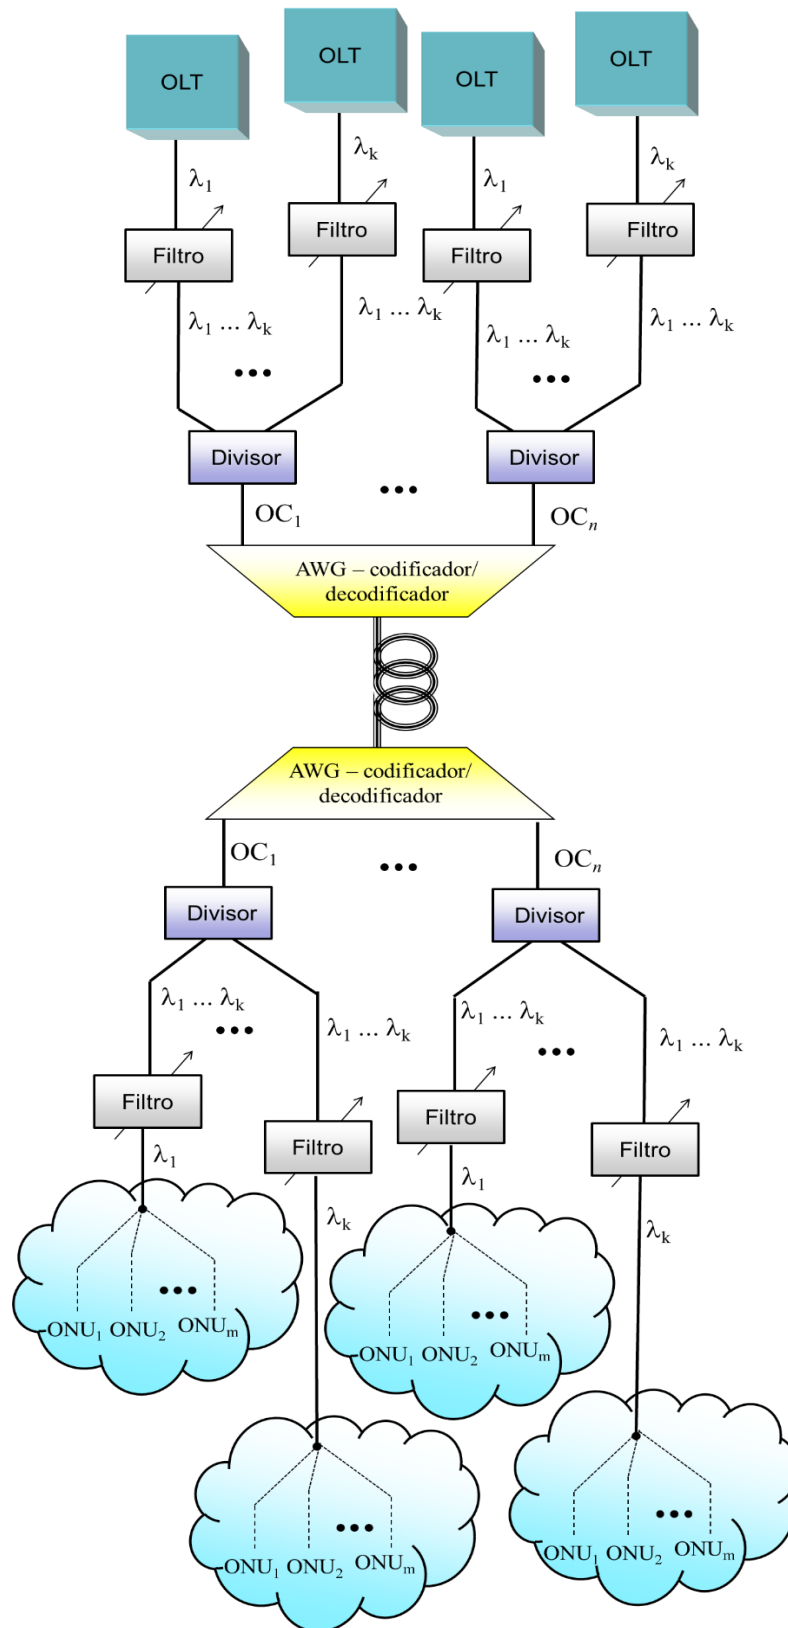 OLT
OLT
OLT
OLT
λ1
λk
λ1
λk
Filtro
Filtro
Filtro
Filtro
λ1 ... λk
λ1 ... λk
λ1 ... λk
λ1 ... λk
•••
•••
Divisor
Divisor
•••
OC1
OCn
AWG – codificador/
decodificador
AWG – codificador/
decodificador
OC1
•••
OCn
Divisor
Divisor
λ1 ... λk
•••
λ1 ... λk
λ1 ... λk
•••
λ1 ... λk
Filtro
Filtro
Filtro
Filtro
λ1
λk
λ1
λk
•••
ONU1 ONU2 ONUm
•••
ONU1 ONU2 ONUm
•••
ONU1 ONU2 ONUm
•••
ONU1 ONU2 ONUm